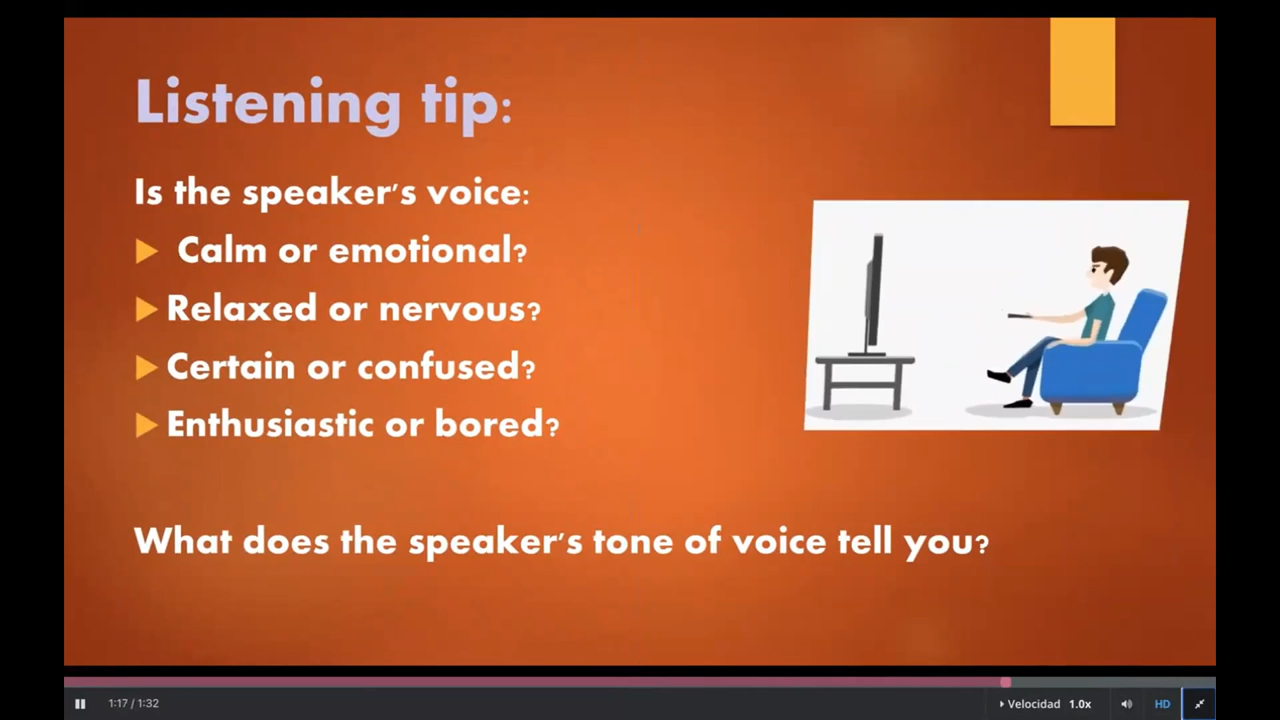 Listening tip:
Is the speaker's voice:
Calm or emotional?
Relaxed or nervous?
Certain or confused?
Enthusiastic or bored?
What does the speaker's tone of voice tell you?
1:17 / 1:32
Velocidad 1.0x
HD